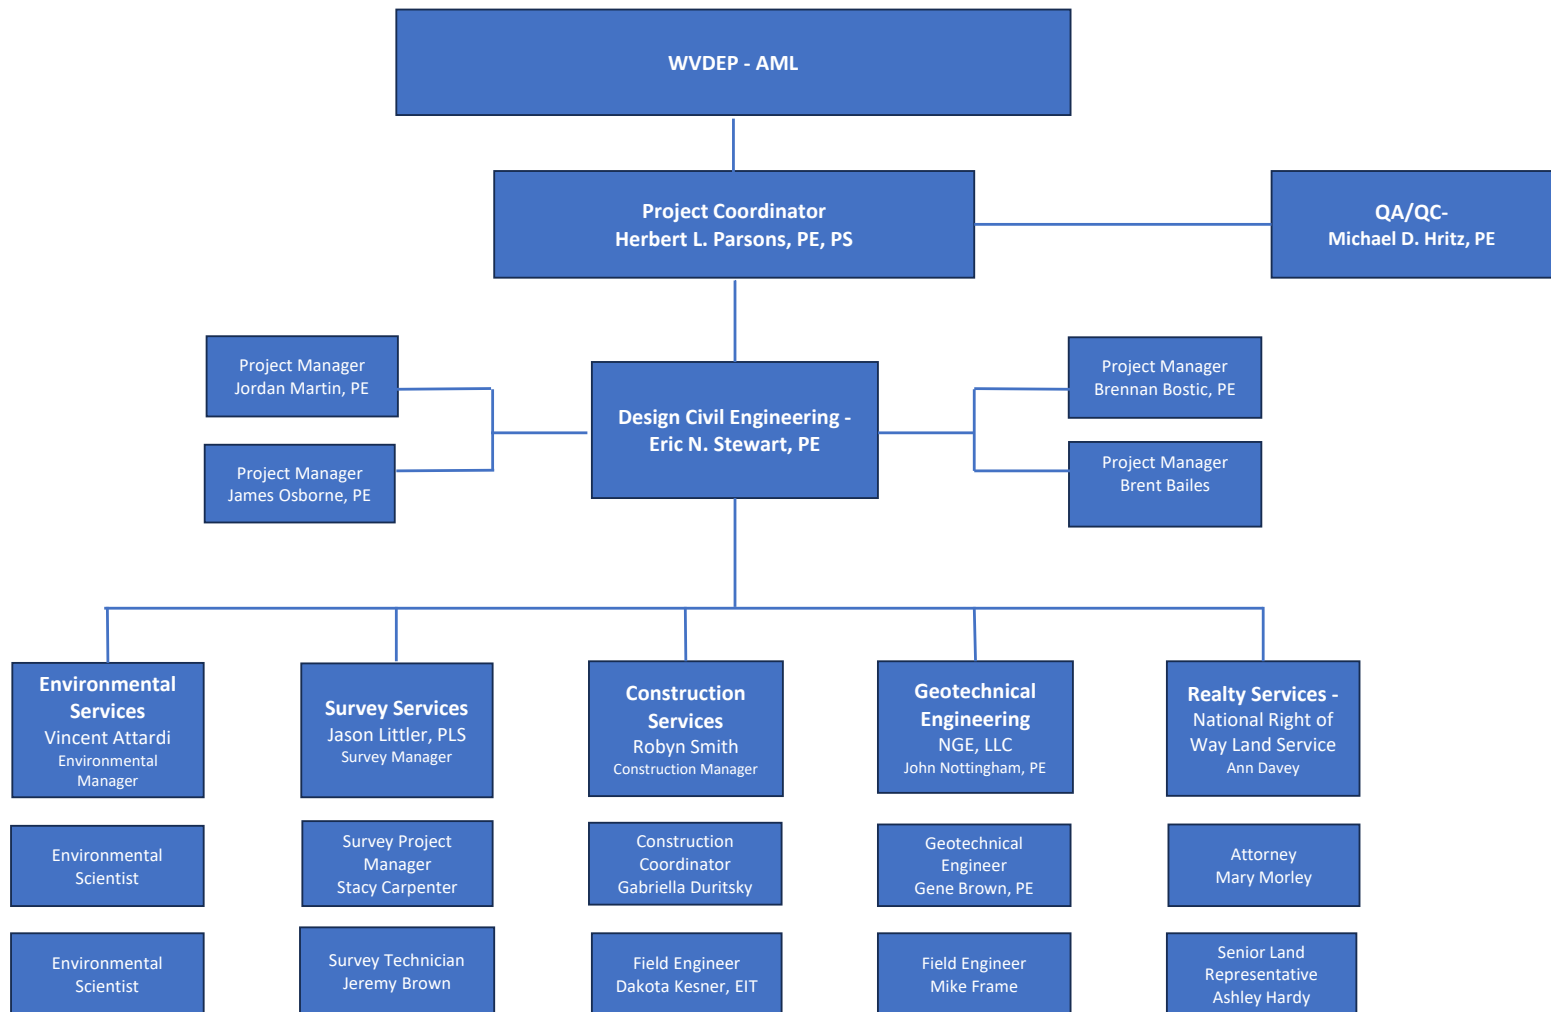 WVDEP - AML
Project Coordinator
Herbert L. Parsons, PE, PS
QA/QC-
Michael D. Hritz, PE
Project Manager
Jordan Martin, PE
Project Manager
James Osborne, PE
Design Civil Engineering -
Eric N. Stewart, PE
Project Manager
Brennan Bostic, PE
Project Manager
Brent Bailes
Environmental
Services
Vincent Attardi
Environmental
Manager
Survey Services
Jason Littler, PLS
Survey Manager
Construction
Services
Robyn Smith
Construction Manager
Geotechnical
Engineering
NGE, LLC
John Nottingham, PE
Realty Services -
National Right of
Way Land Service
Ann Davey
Environmental
Scientist
Survey Project
Manager
Stacy Carpenter
Construction
Coordinator
Gabriella Duritsky
Geotechnical
Engineer
Gene Brown, PE
Attorney
Mary Morley
Environmental
Scientist
Survey Technician
Jeremy Brown
Field Engineer
Dakota Kesner, EIT
Field Engineer
Mike Frame
Senior Land
Representative
Ashley Hardy